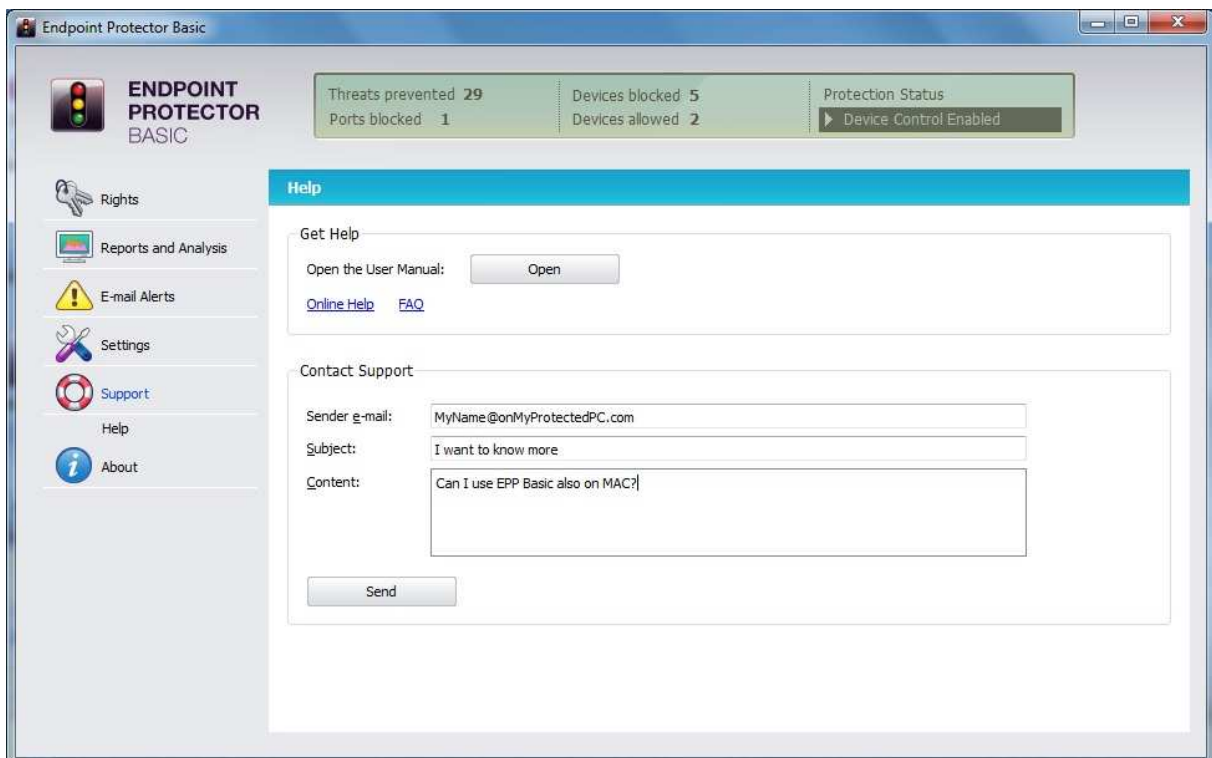 Endpoint Protector Basic
ENDPOINT
PROTECTOR
BASIC
Threats prevented 29
Ports blocked 1
Devices blocked 5
Devices allowed 2
Protection Status
Device Control Enabled
Rights
Reports and Analysis
E-mail Alerts
Settings
Support
Help
About
Help
Get Help
Open the User Manual: Open
Online Help FAQ
Contact Support
Sender e-mail: MyName@onMyProtectedPC.com
Subject: I want to know more
Content: Can I use EPP Basic also on MAC?
Send